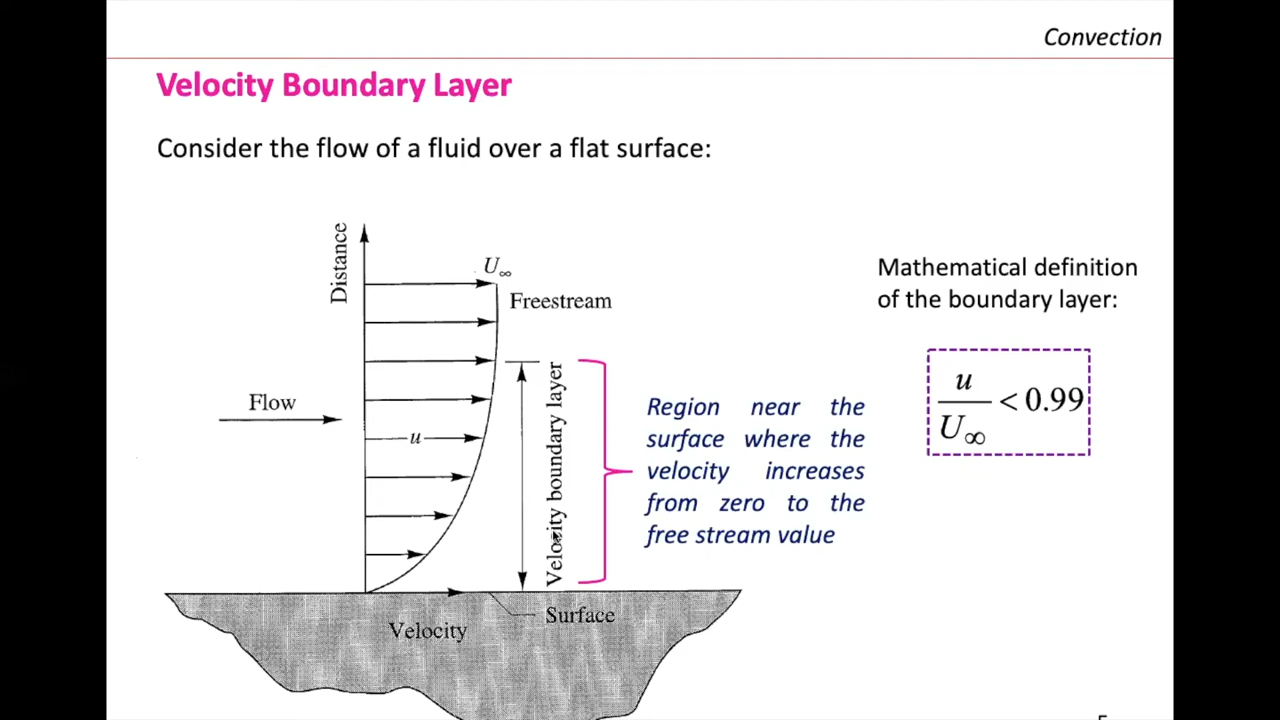 Convection
Velocity Boundary Layer
Consider the flow of a fluid over a flat surface:
Distance
U∞
Freestream
Flow
u
Velocity boundary layer
Surface
Velocity
Region near the
surface where the
velocity increases
from zero to the
free stream value
Mathematical definition
of the boundary layer:
u
U∞
< 0.99